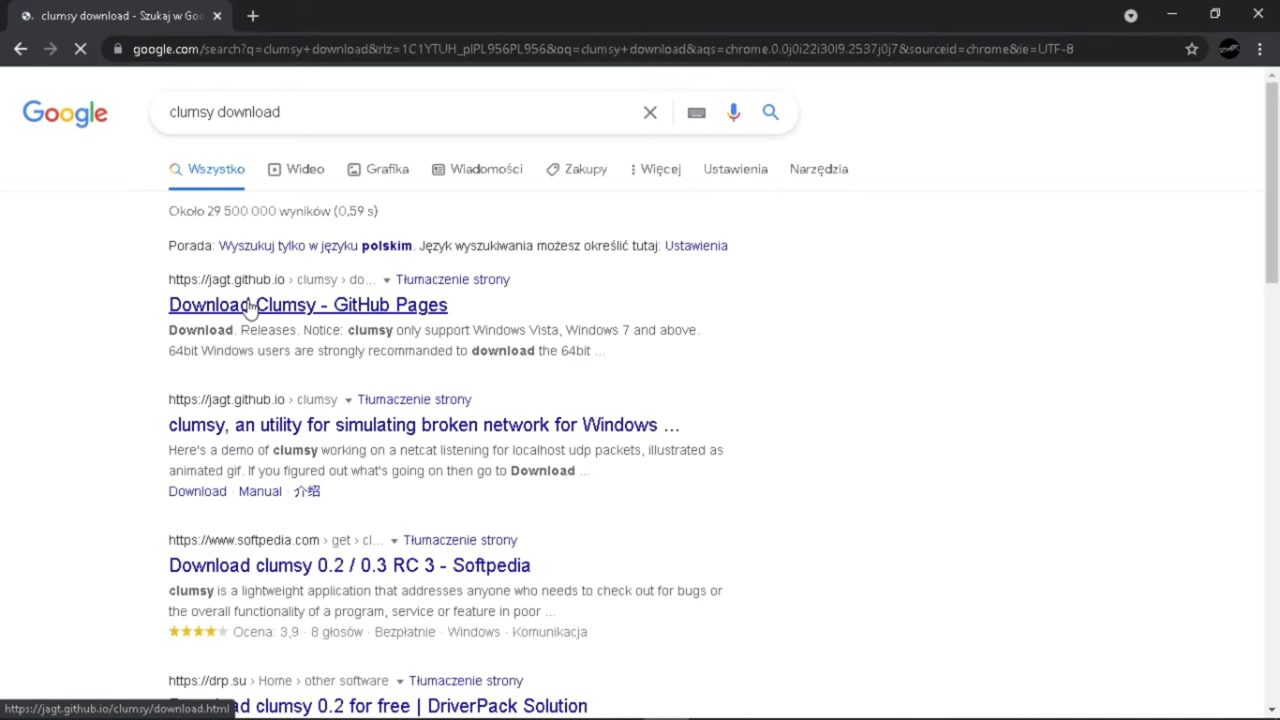 clumsy download - Szukaj w Goo
google.com/search?q=clumsy+download&rlz=1C1YTUH_plPL956PL956&oq=clumsy+download&aqs=chrome.0.0j0i22i30l9.2537j0j7&sourceid=chrome&ie=UTF-8
Google
clumsy download
Wszystko Wideo Grafika Wiadomości Zakupy Więcej Ustawienia Narzędzia
Około 29 500 000 wyników (0,59 s)
Porada: Wyszukuj tylko w języku polskim. Język wyszukiwania możesz określić tutaj: Ustawienia
https://jagt.github.io › clumsy › do... Tłumaczenie strony
Download Clumsy - GitHub Pages
Download. Releases. Notice: clumsy only support Windows Vista, Windows 7 and above.
64bit Windows users are strongly recommanded to download the 64bit ...
https://jagt.github.io › clumsy Tłumaczenie strony
clumsy, an utility for simulating broken network for Windows ...
Here's a demo of clumsy working on a netcat listening for localhost udp packets, illustrated as
animated gif. If you figured out what's going on then go to Download ...
Download · Manual · 介绍
https://www.softpedia.com › get › cl... Tłumaczenie strony
Download clumsy 0.2 / 0.3 RC 3 - Softpedia
clumsy is a lightweight application that addresses anyone who needs to check out for bugs or
the overall functionality of a program, service or feature in poor ...
Ocena: 3,9 · 8 głosów · Bezpłatnie · Windows · Komunikacja
https://drp.su › Home › other software Tłumaczenie strony
Download clumsy 0.2 for free | DriverPack Solution
https://jagt.github.io/clumsy/download.html